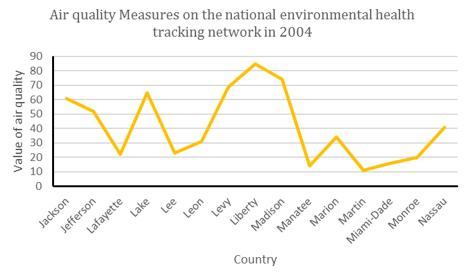 Air quality Measures on the national environmental health
tracking network in 2004
Value of air quality
90
80
70
60
50
40
30
20
10
0
Jackson
Jefferson
Lafayette
Lake
Lee
Leon
Levy
Liberty
Madison
Manatee
Marion
Martin
Miami-Dade
Monroe
Nassau
Country